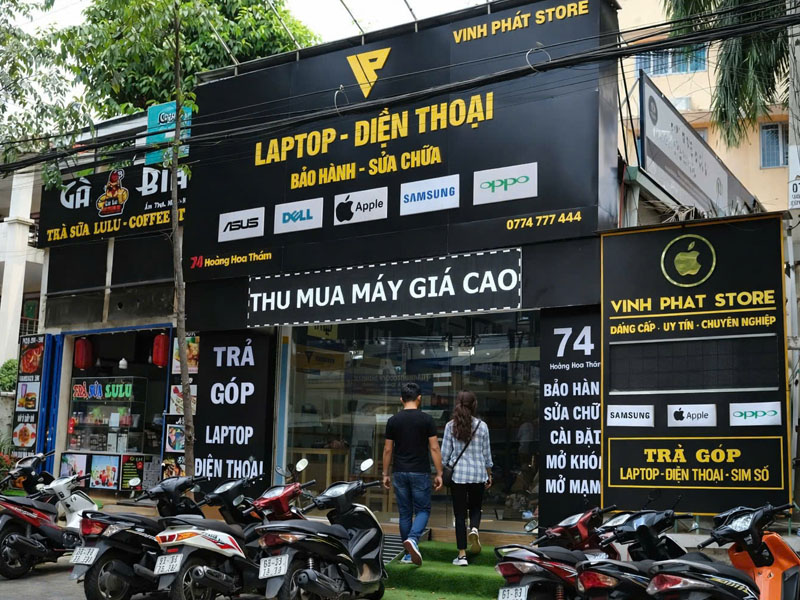 VINH PHÁT STORE
VP
LAPTOP - ĐIỆN THOẠI
BẢO HÀNH - SỬA CHỮA
ASUS
DELL
Apple
SAMSUNG
oppo
0774 777 444
74 Hoàng Hoa Thám
THU MUA MÁY GIÁ CAO
GÀ
BIA
TRÀ SỮA LULU - COFFEE
TRÀ SỮA SULU
TRẢ
GÓP
LAPTOP
ĐIỆN THOẠI
74
Hoàng Hoa Thám
BẢO HÀN
SỬA CHỮ
CÀI ĐẶT
MỞ KHÓ
MỞ MẠN
VINH PHAT STORE
ĐẲNG CẤP - UY TÍN - CHUYÊN NGHIỆP
SAMSUNG
Apple
oppo
TRẢ GÓP
LAPTOP-ĐIỆN THOẠI - SIM SỐ